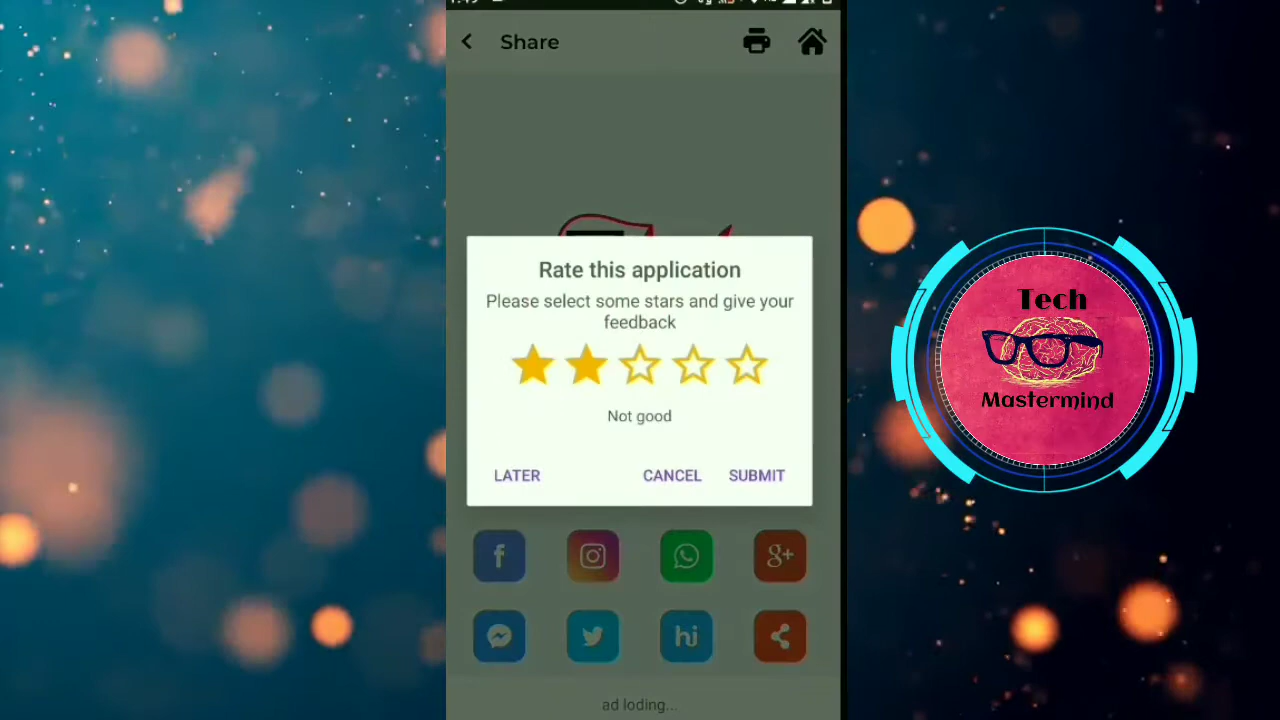 Share
Rate this application
Please select some stars and give your
feedback
Not good
LATER
CANCEL
SUBMIT
f
g+
hi
ad loding...
Tech
Mastermind